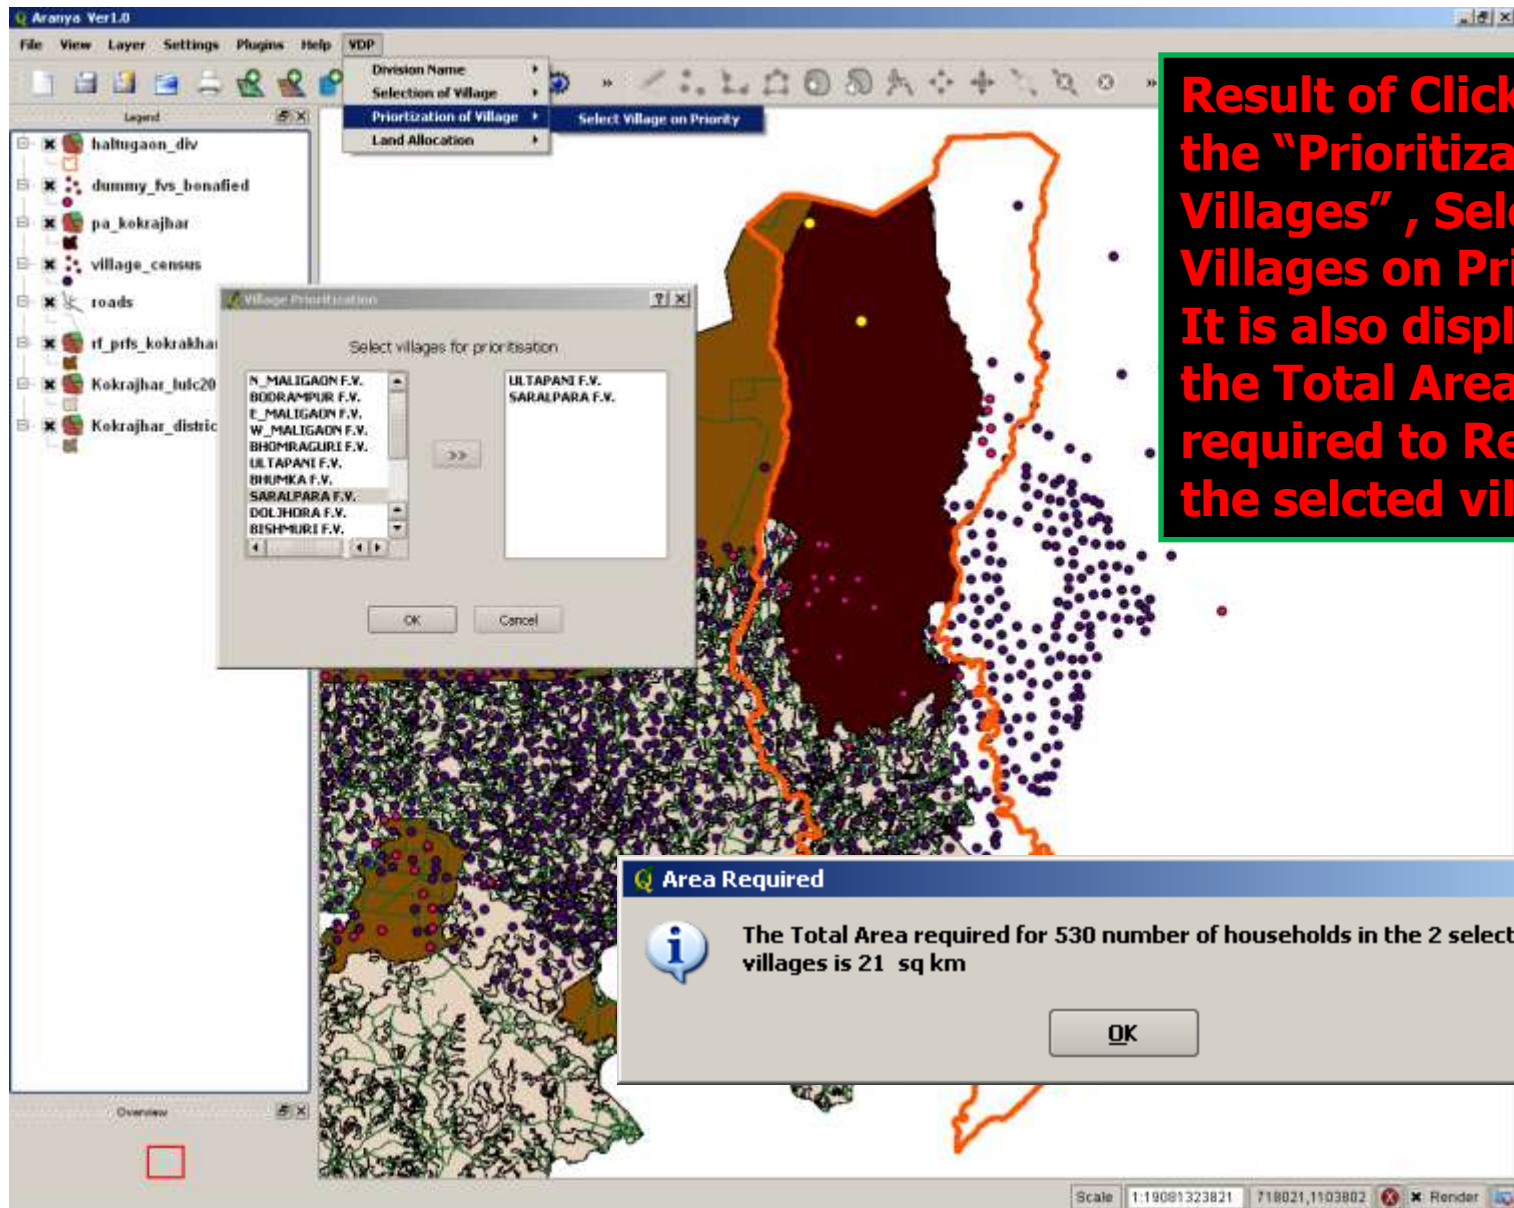 Aranya Ver1.0
File View Layer Settings Plugins Help VDP
Division Name
Selection of Village
Priortization of Village
Select Village on Priority
Land Allocation
Legend
haltugaon_div
dummy_fvs_bonafied
pa_kokrajhar
village_census
roads
rf_prfs_kokrakha
Kokrajhar_lulc20
Kokrajhar_distric
Village Prioritization
Select villages for prioritisation
N_MALIGAON F.V.
BODRAMPUR F.V.
E_MALIGAON F.V.
W_MALIGAON F.V.
BHOMRAGURI F.V.
ULTAPANI F.V.
BHUMKA F.V.
SARALPARA F.V.
DOLJHORA F.V.
BISHMURI F.V.
>>
ULTAPANI F.V.
SARALPARA F.V.
OK Cancel
Result of Click
the “Prioritiza
Villages” , Sele
Villages on Pri
It is also displ
the Total Area
required to Re
the selcted vil
Area Required
The Total Area required for 530 number of households in the 2 select
villages is 21 sq km
OK
Overview
Scale 1:19081323821 718021,1103802 Render